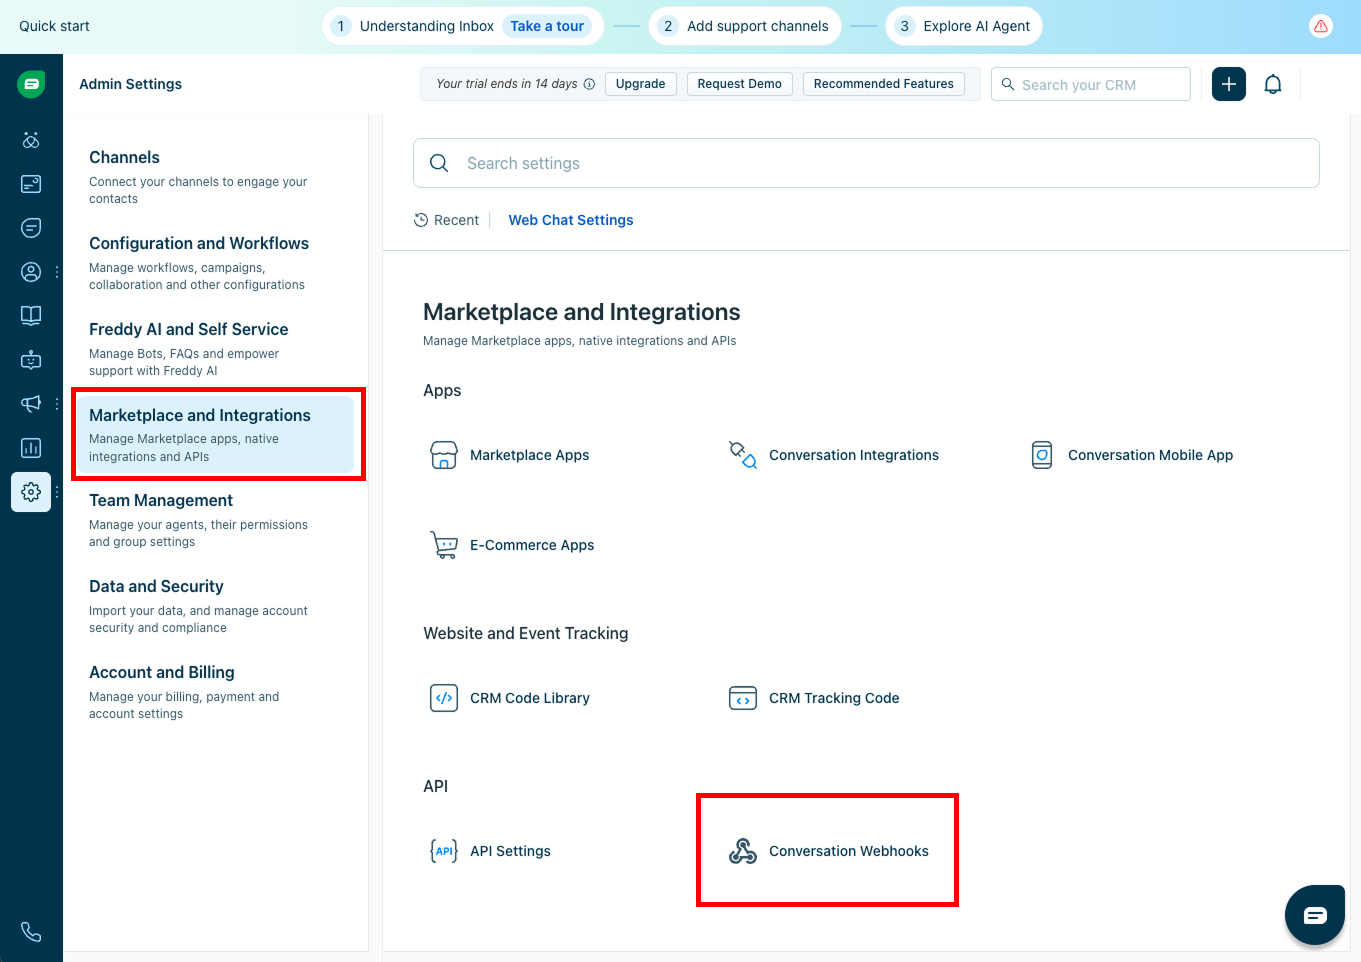 Quick start
1 Understanding Inbox Take a tour
2 Add support channels
3 Explore AI Agent
Admin Settings
Your trial ends in 14 days
Upgrade
Request Demo
Recommended Features
Search your CRM
Channels
Connect your channels to engage your
contacts
Configuration and Workflows
Manage workflows, campaigns,
collaboration and other configurations
Freddy AI and Self Service
Manage Bots, FAQs and empower
support with Freddy AI
Marketplace and Integrations
Manage Marketplace apps, native
integrations and APIs
Team Management
Manage your agents, their permissions
and group settings
Data and Security
Import your data, and manage account
security and compliance
Account and Billing
Manage your billing, payment and
account settings
Search settings
Recent
Web Chat Settings
Marketplace and Integrations
Manage Marketplace apps, native integrations and APIs
Apps
Marketplace Apps
Conversation Integrations
Conversation Mobile App
E-Commerce Apps
Website and Event Tracking
CRM Code Library
CRM Tracking Code
API
API
API Settings
Conversation Webhooks